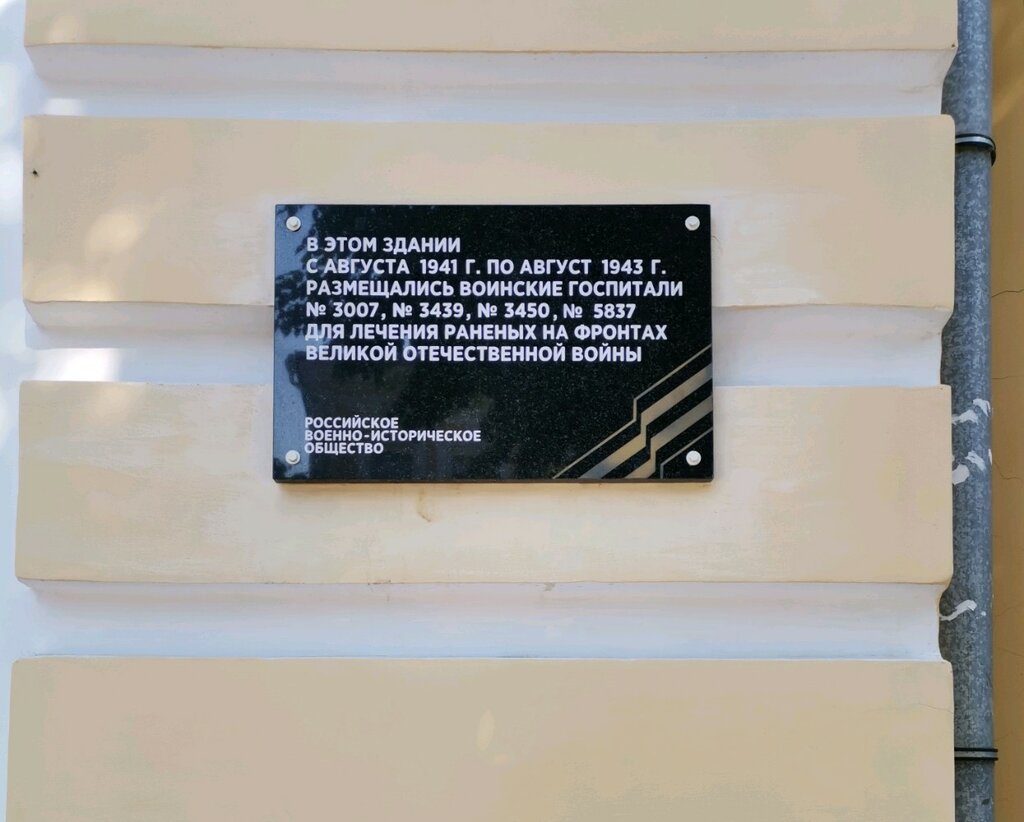 В ЭТОМ ЗДАНИИ
С АВГУСТА 1941 Г. ПО АВГУСТ 1943 Г.
РАЗМЕЩАЛИСЬ ВОИНСКИЕ ГОСПИТАЛИ
№ 3007, № 3439, № 3450, № 5837
ДЛЯ ЛЕЧЕНИЯ РАНЕНЫХ НА ФРОНТАХ
ВЕЛИКОЙ ОТЕЧЕСТВЕННОЙ ВОЙНЫ
РОССИЙСКОЕ
ВОЕННО-ИСТОРИЧЕСКОЕ
ОБЩЕСТВО